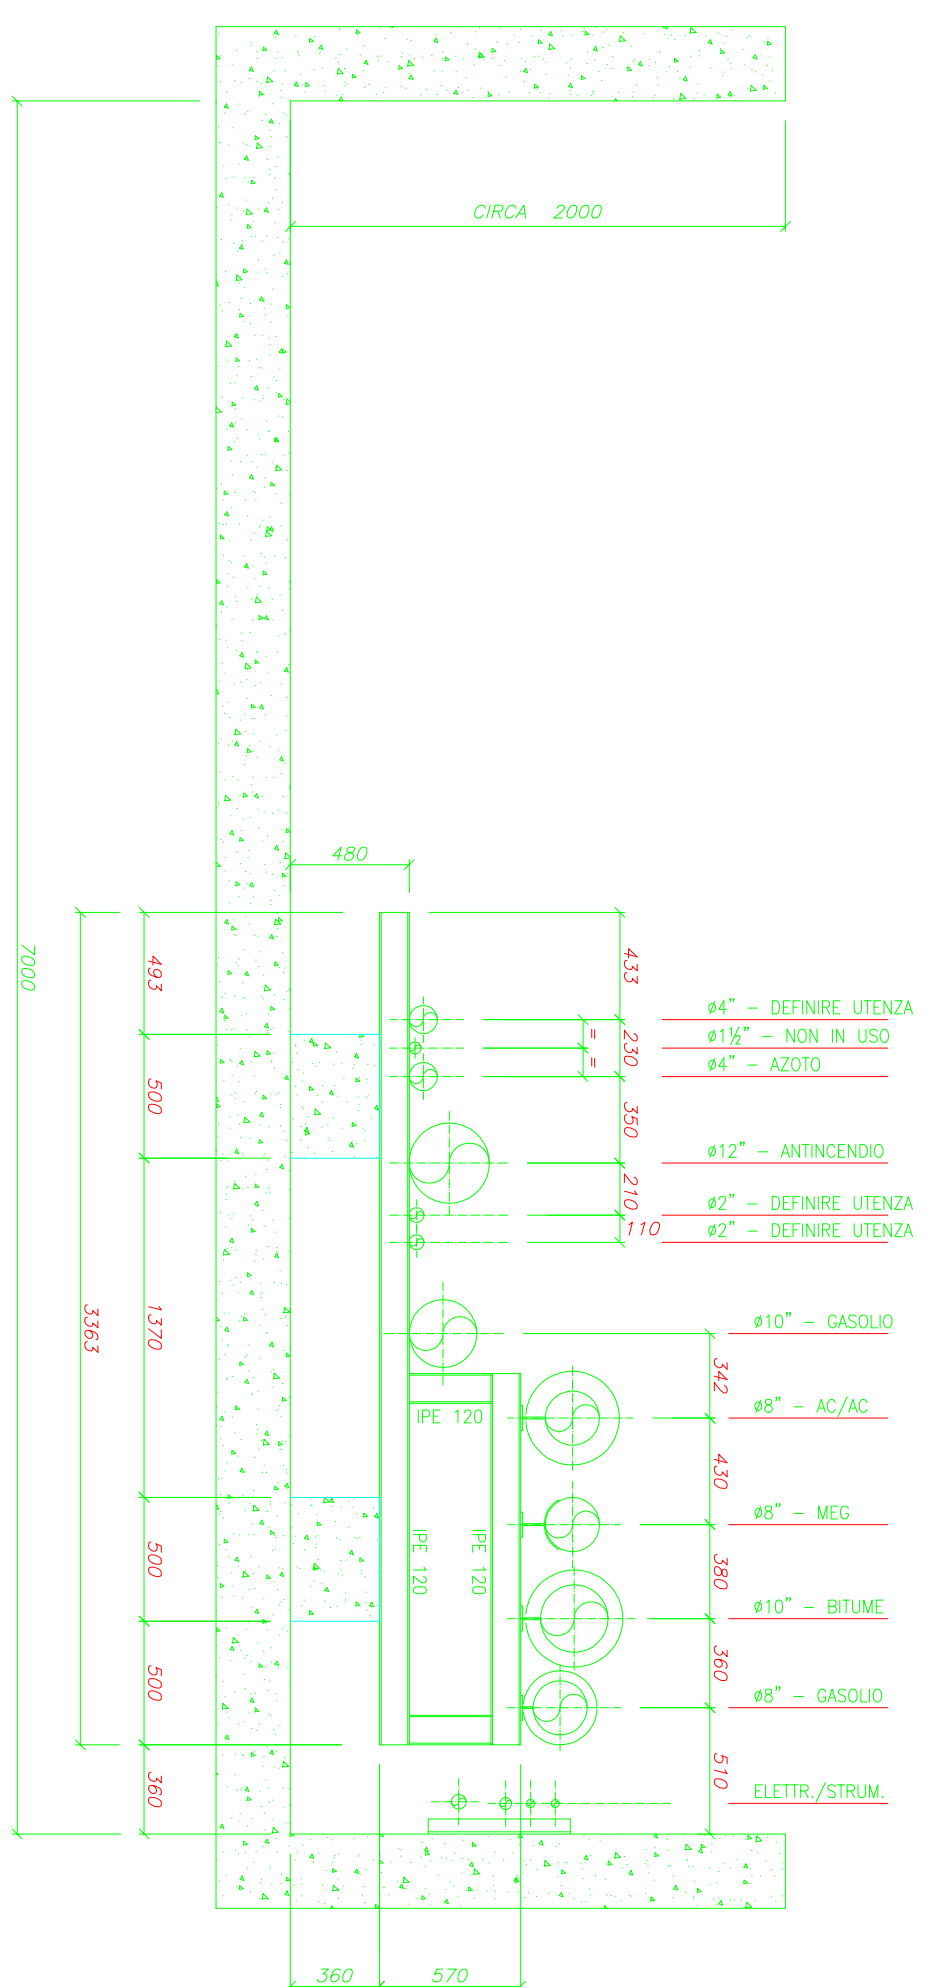 CIRCA 2000
480
7000
493
433
ø4" - DEFINIRE UTENZA
ø1½" - NON IN USO
ø4" - AZOTO
=
=
230
500
350
ø12" - ANTINCENDIO
210
ø2" - DEFINIRE UTENZA
110
ø2" - DEFINIRE UTENZA
3363
1370
ø10" - GASOLIO
342
IPE 120
ø8" - AC/AC
430
ø8" - MEG
500
IPE 120
IPE 120
380
ø10" - BITUME
500
360
ø8" - GASOLIO
360
510
ELETTR./STRUM.
360
570